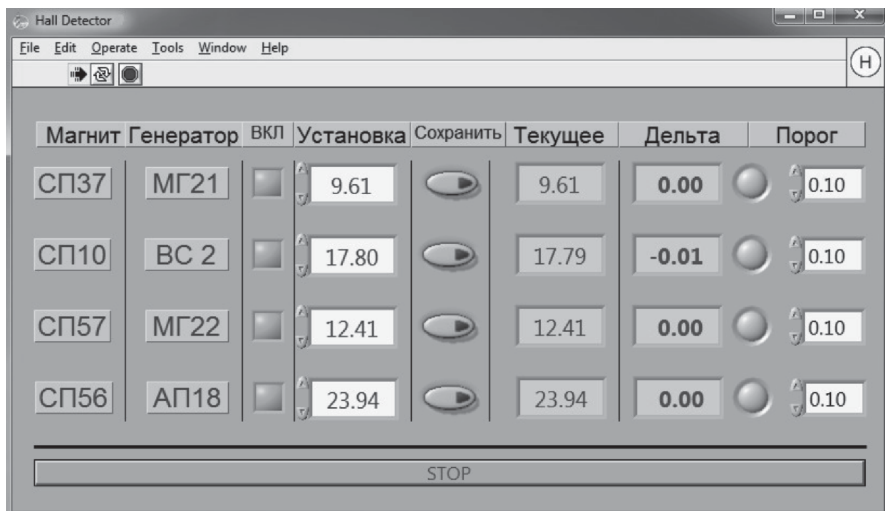 Hall Detector
File Edit Operate Tools Window Help
H
Магнит Генератор ВКЛ Установка Сохранить Текущее Дельта Порог
СП37 МГ21 9.61 9.61 0.00 0.10
СП10 ВС 2 17.80 17.79 -0.01 0.10
СП57 МГ22 12.41 12.41 0.00 0.10
СП56 АП18 23.94 23.94 0.00 0.10
STOP